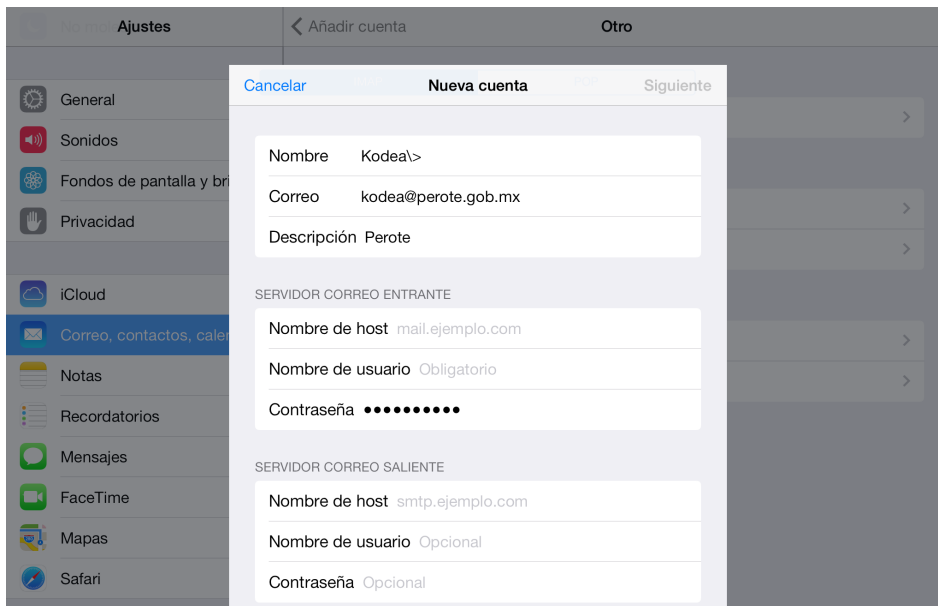 Ajustes
Añadir cuenta
Otro
Cancelar
Nueva cuenta
Siguiente
General
Sonidos
Fondos de pantalla y bri
Privacidad
iCloud
Correo, contactos, caler
Notas
Recordatorios
Mensajes
FaceTime
Mapas
Safari
Nombre Kodea\>
Correo kodea@perote.gob.mx
Descripción Perote
SERVIDOR CORREO ENTRANTE
Nombre de host mail.ejemplo.com
Nombre de usuario Obligatorio
Contraseña ••••••••••
SERVIDOR CORREO SALIENTE
Nombre de host smtp.ejemplo.com
Nombre de usuario Opcional
Contraseña Opcional